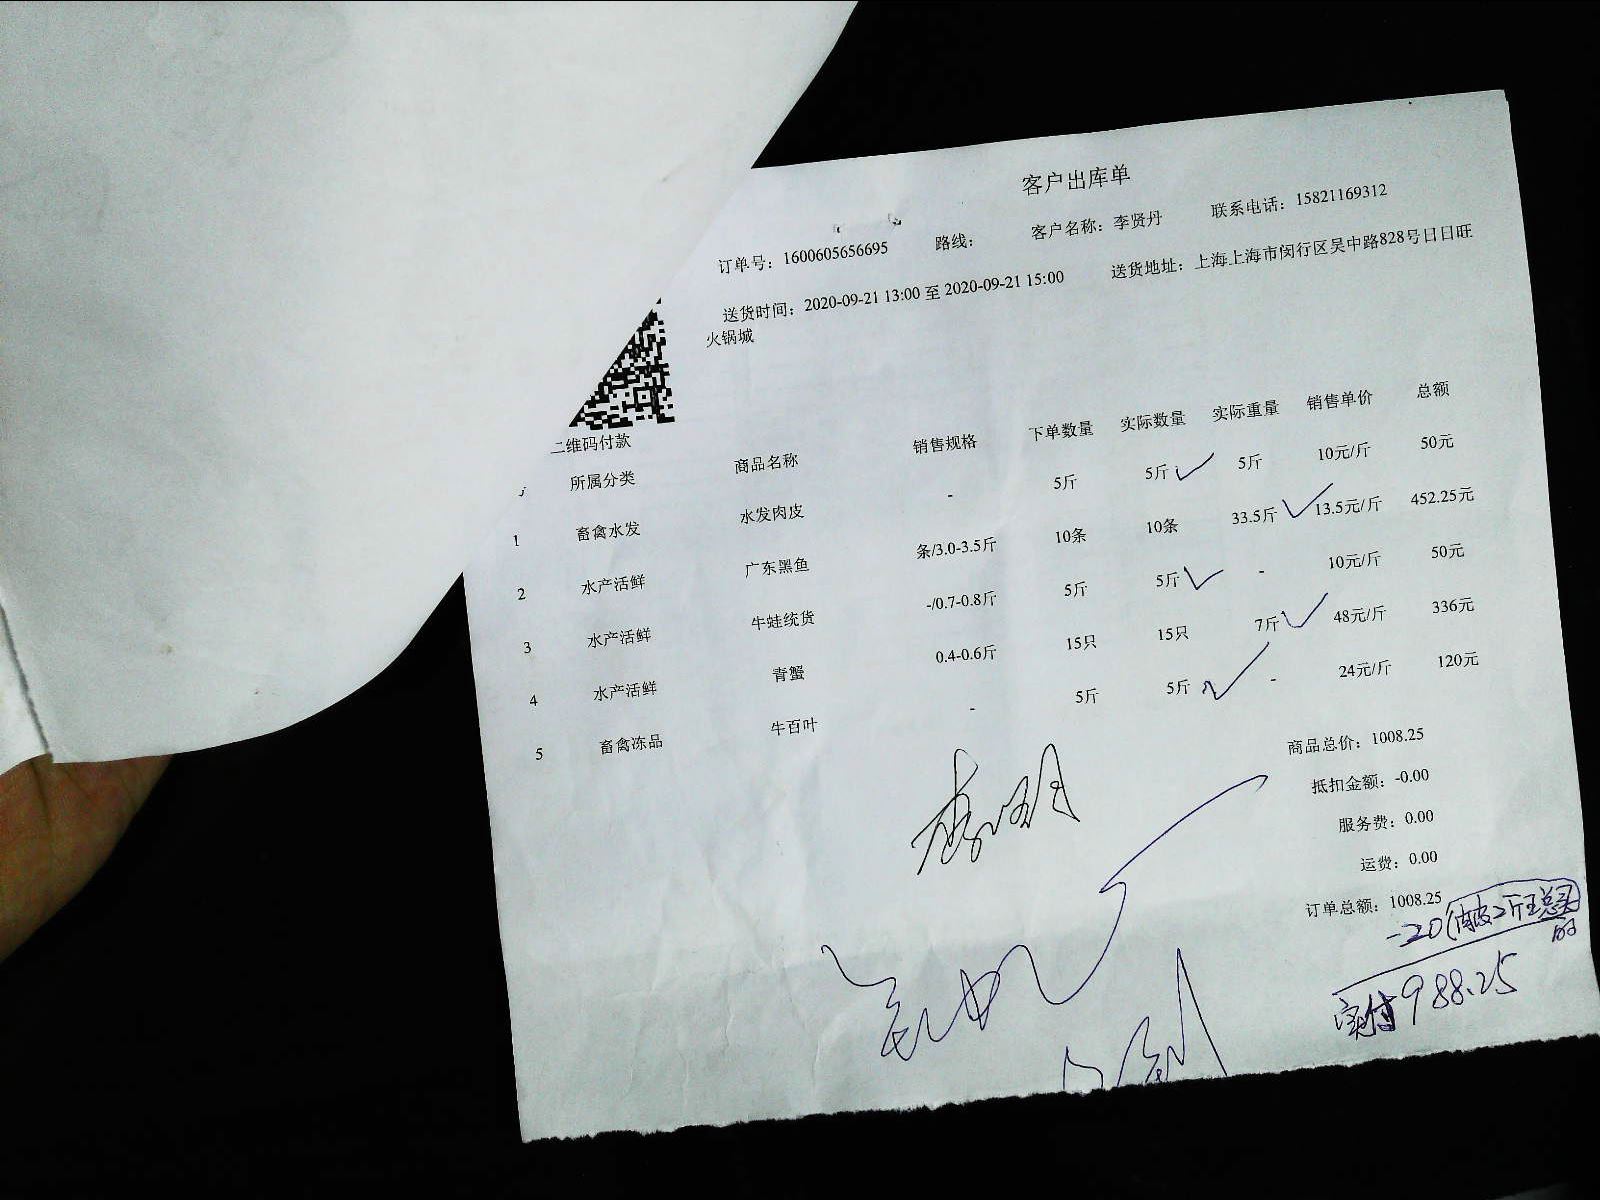 客户出库单
订单号：1600605656695 路线： 客户名称：李贤丹 联系电话：15821169312
送货时间：2020-09-21 13:00 至 2020-09-21 15:00 送货地址：上海上海市闵行区吴中路828号日日旺
火锅城
二维码付款
所属分类 商品名称 销售规格 下单数量 实际数量 实际重量 销售单价 总额
1 畜禽水发 水发肉皮 - 5斤 5斤 5斤 10元/斤 50元
2 水产活鲜 广东黑鱼 条/3.0-3.5斤 10条 10条 33.5斤 13.5元/斤 452.25元
3 水产活鲜 牛蛙统货 -/0.7-0.8斤 5斤 5斤 - 10元/斤 50元
4 水产活鲜 青蟹 0.4-0.6斤 15只 15只 7斤 48元/斤 336元
5 畜禽冻品 牛百叶 - 5斤 5斤 - 24元/斤 120元
商品总价：1008.25
抵扣金额：-0.00
服务费：0.00
运费：0.00
订单总额：1008.25
-20(肉皮2斤王总买
的)
实付988.25